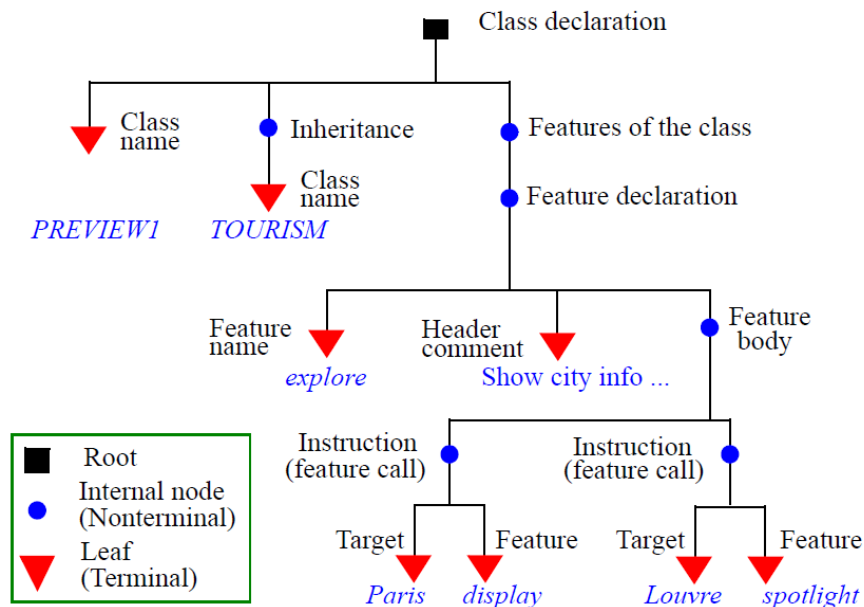 Class declaration
Class
name
Inheritance
Features of the class
Class
name
Feature declaration
PREVIEW1
TOURISM
Feature
name
Header
comment
Feature
body
explore
Show city info ...
Instruction
(feature call)
Instruction
(feature call)
Target
Feature
Target
Feature
Paris
display
Louvre
spotlight
Root
Internal node
(Nonterminal)
Leaf
(Terminal)